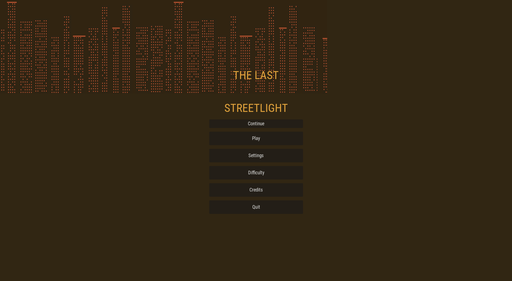 THE LAST
STREETLIGHT
Continue
Play
Settings
Difficulty
Credits
Quit